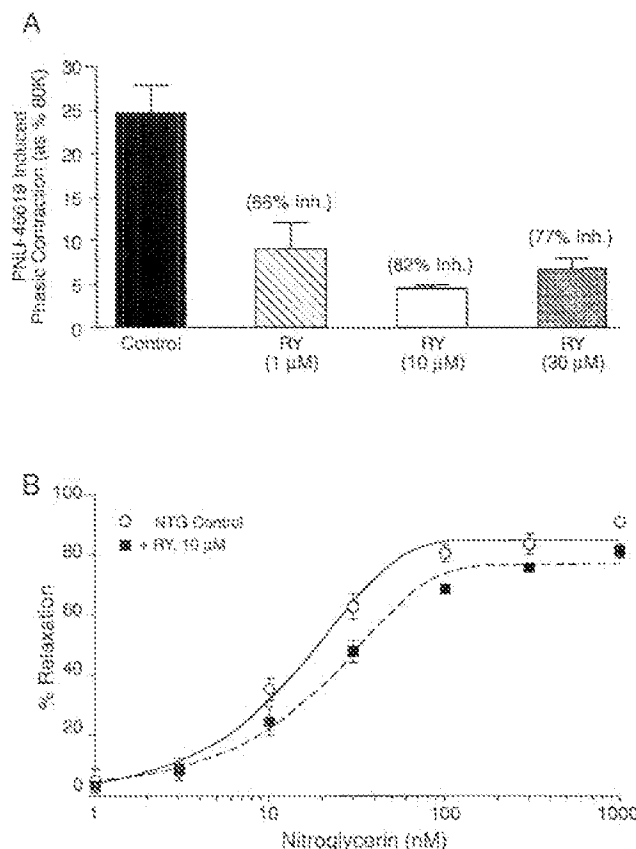 A
PNU-46619 Induced
Phasic Contraction (as % 80K)
30
25
20
15
10
5
0
(66% Inh.)
(82% Inh.)
(77% Inh.)
Control
RY
(1 µM)
RY
(10 µM)
RY
(30 µM)
B
% Relaxation
100
80
60
40
20
0
NTG Control
+ RY, 10 µM
1
10
100
1000
Nitroglycerin (nM)